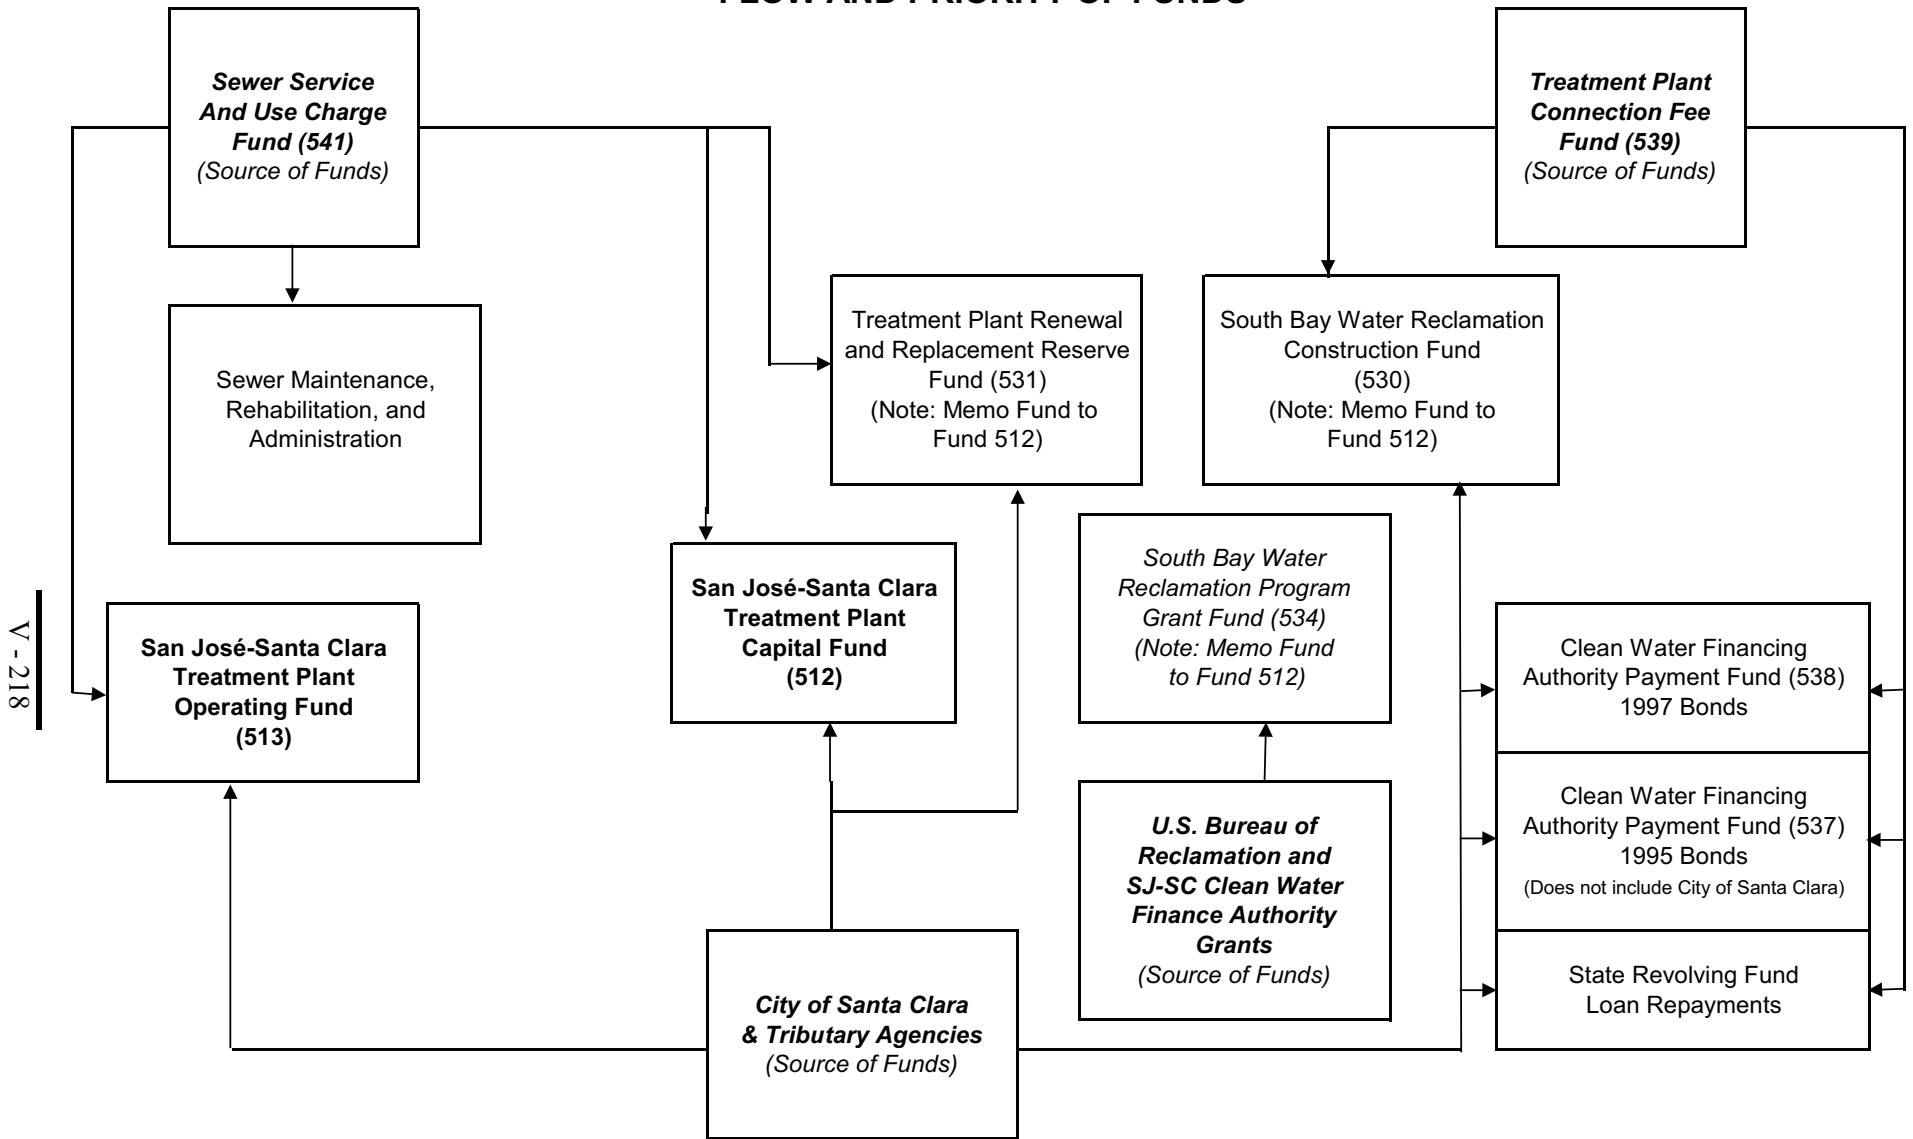 FLOW AND PRIORITY OF FUNDS
Sewer Service
And Use Charge
Fund (541)
(Source of Funds)
Treatment Plant
Connection Fee
Fund (539)
(Source of Funds)
Sewer Maintenance,
Rehabilitation, and
Administration
Treatment Plant Renewal
and Replacement Reserve
Fund (531)
(Note: Memo Fund to
Fund 512)
South Bay Water Reclamation
Construction Fund
(530)
(Note: Memo Fund to
Fund 512)
San José-Santa Clara
Treatment Plant
Operating Fund
(513)
San José-Santa Clara
Treatment Plant
Capital Fund
(512)
South Bay Water
Reclamation Program
Grant Fund (534)
(Note: Memo Fund
to Fund 512)
Clean Water Financing
Authority Payment Fund (538)
1997 Bonds
Clean Water Financing
Authority Payment Fund (537)
1995 Bonds
(Does not include City of Santa Clara)
State Revolving Fund
Loan Repayments
U.S. Bureau of
Reclamation and
SJ-SC Clean Water
Finance Authority
Grants
(Source of Funds)
City of Santa Clara
& Tributary Agencies
(Source of Funds)
V - 218